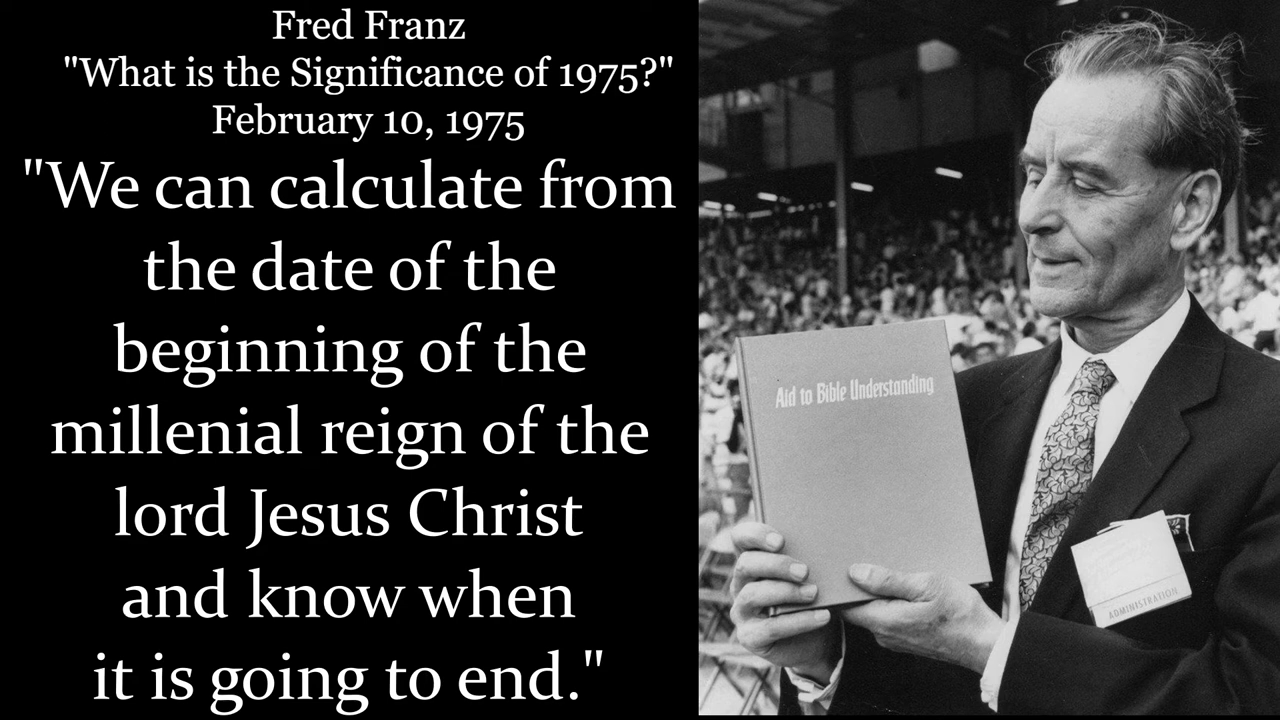 Fred Franz
"What is the Significance of 1975?"
February 10, 1975
"We can calculate from
the date of the
beginning of the
millenial reign of the
lord Jesus Christ
and know when
it is going to end."
Aid to Bible Understanding
ADMINISTRATION